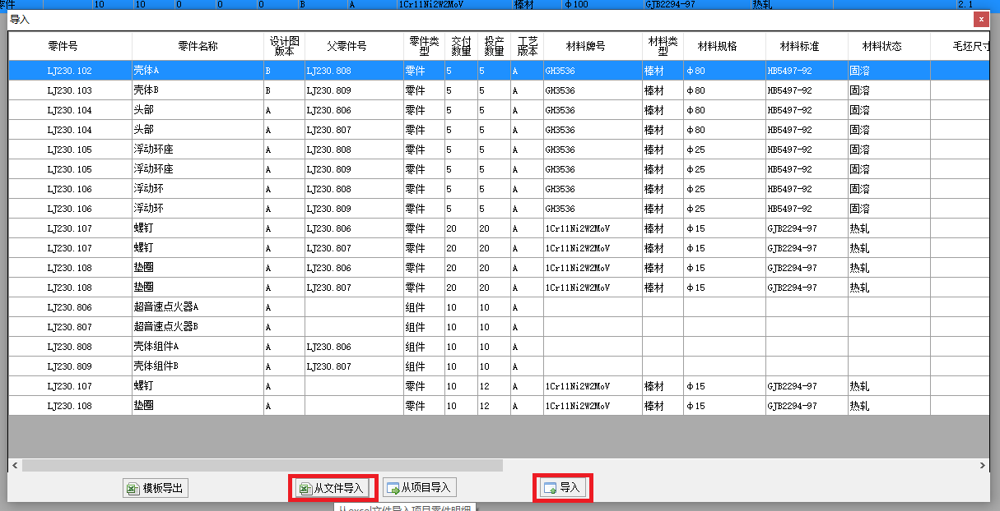 零件 10 10 0 0 0 B A 1Cr11Ni2W2MoV 棒材 φ100 GJB2294-97 热轧 2.1
导入
零件号 零件名称 设计图版本 父零件号 零件类型 交付数量 投产数量 工艺版本 材料牌号 材料类型 材料规格 材料标准 材料状态 毛坯尺寸
LJ230.102 壳体A B LJ230.808 零件 5 5 A GH3536 棒材 φ80 HB5497-92 固溶
LJ230.103 壳体B B LJ230.809 零件 5 5 A GH3536 棒材 φ80 HB5497-92 固溶
LJ230.104 头部 A LJ230.806 零件 5 5 A GH3536 棒材 φ80 HB5497-92 固溶
LJ230.104 头部 A LJ230.807 零件 5 5 A GH3536 棒材 φ80 HB5497-92 固溶
LJ230.105 浮动环座 A LJ230.808 零件 5 5 A GH3536 棒材 φ25 HB5497-92 固溶
LJ230.105 浮动环座 A LJ230.809 零件 5 5 A GH3536 棒材 φ25 HB5497-92 固溶
LJ230.106 浮动环 A LJ230.808 零件 5 5 A GH3536 棒材 φ25 HB5497-92 固溶
LJ230.106 浮动环 A LJ230.809 零件 5 5 A GH3536 棒材 φ25 HB5497-92 固溶
LJ230.107 螺钉 A LJ230.806 零件 20 20 A 1Cr11Ni2W2MoV 棒材 φ15 GJB2294-97 热轧
LJ230.107 螺钉 A LJ230.807 零件 20 20 A 1Cr11Ni2W2MoV 棒材 φ15 GJB2294-97 热轧
LJ230.108 垫圈 A LJ230.806 零件 20 20 A 1Cr11Ni2W2MoV 棒材 φ15 GJB2294-97 热轧
LJ230.108 垫圈 A LJ230.807 零件 20 20 A 1Cr11Ni2W2MoV 棒材 φ15 GJB2294-97 热轧
LJ230.806 超音速点火器A A 组件 10 10 A
LJ230.807 超音速点火器B A 组件 10 10 A
LJ230.808 壳体组件A A LJ230.806 组件 10 10 A
LJ230.809 壳体组件B A LJ230.807 组件 10 10 A
LJ230.107 螺钉 A 零件 10 12 A 1Cr11Ni2W2MoV 棒材 φ15 GJB2294-97 热轧
LJ230.108 垫圈 A 零件 10 12 A 1Cr11Ni2W2MoV 棒材 φ15 GJB2294-97 热轧
模板导出 从文件导入 从项目导入 导入
从excel文件导入项目零件明细